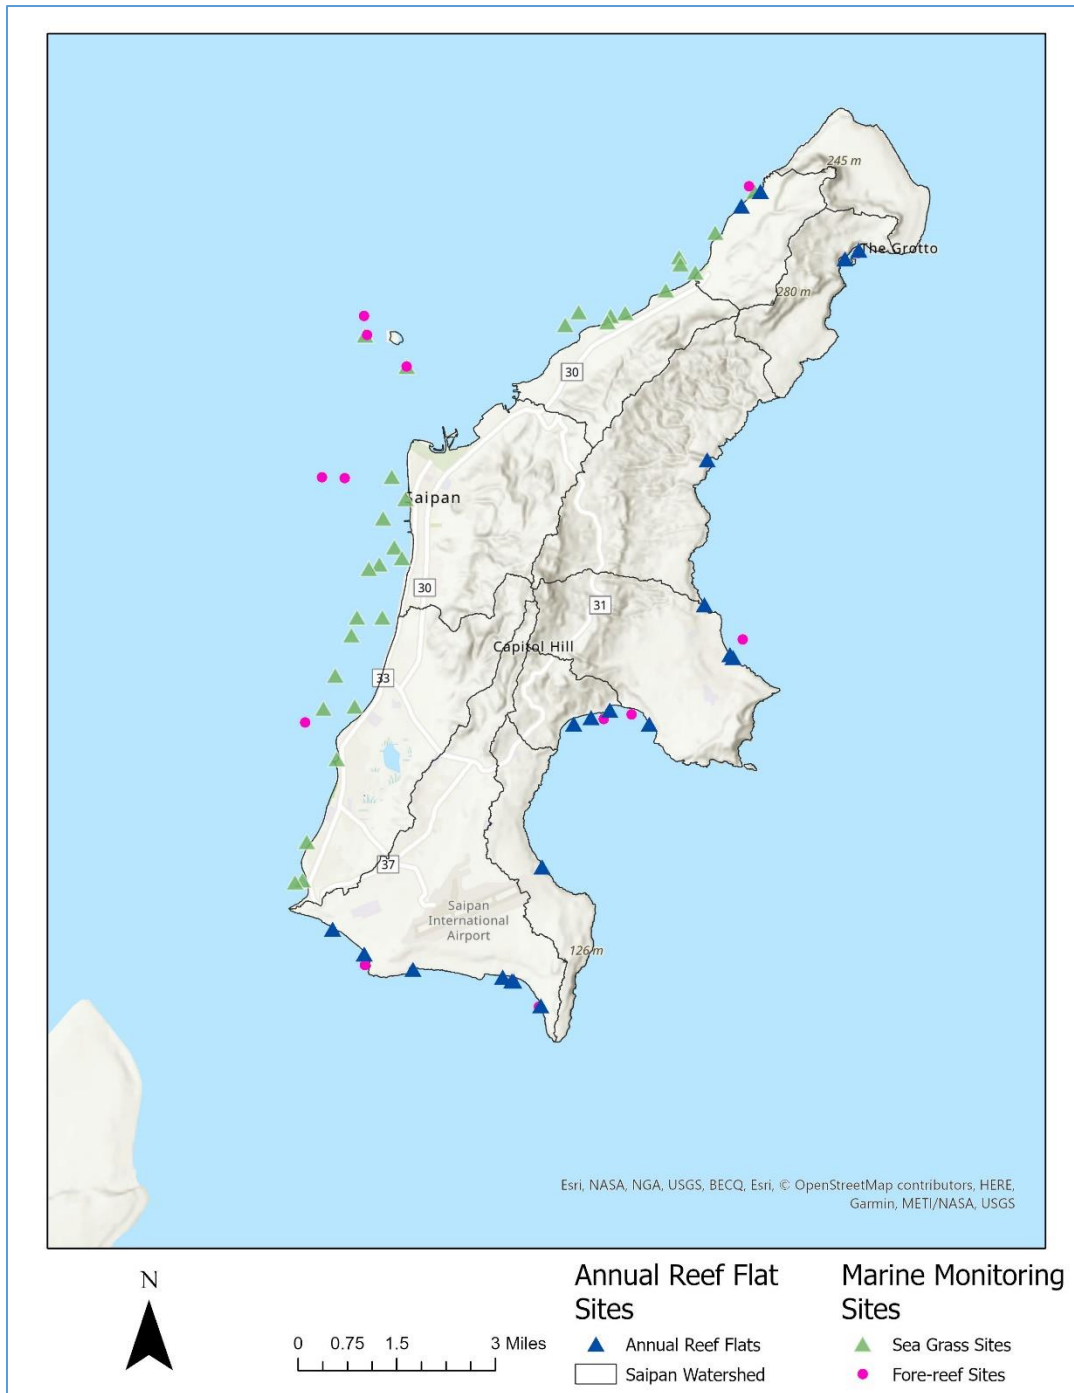 245 m
The Grotto
280 m
30
Saipan
30
31
Capitol Hill
33
37
Saipan
International
Airport
126 m
Esri, NASA, NGA, USGS, BECQ, Esri, © OpenStreetMap contributors, HERE,
Garmin, METI/NASA, USGS
N
0 0.75 1.5 3 Miles
Annual Reef Flat
Sites
Annual Reef Flats
Saipan Watershed
Marine Monitoring
Sites
Sea Grass Sites
Fore-reef Sites